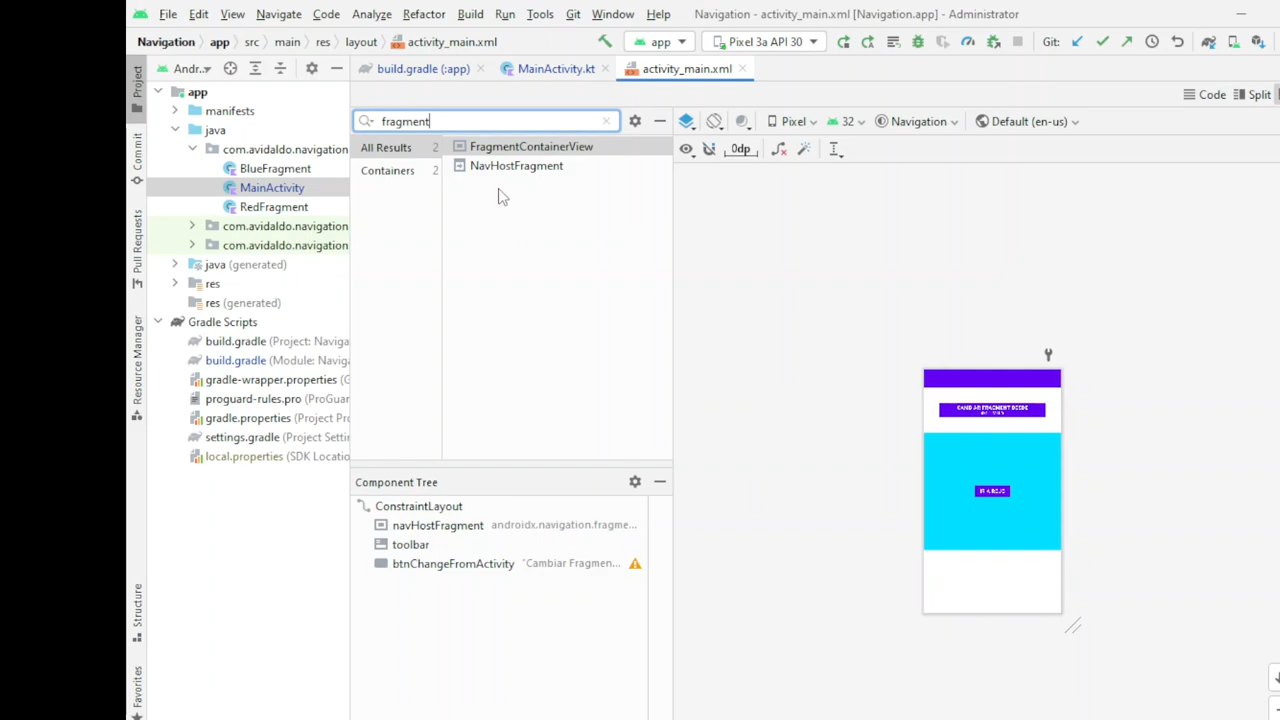 File Edit View Navigate Code Analyze Refactor Build Run Tools Git Window Help Navigation - activity_main.xml [Navigation.app] - Administrator
Navigation app src main res layout activity_main.xml app Pixel 3a API 30 Git:
Andr... build.gradle (:app) MainActivity.kt activity_main.xml
Code Split
Project
Commit
Pull Requests
Resource Manager
Structure
Favorites
app
manifests
java
com.avidaldo.navigation
BlueFragment
MainActivity
RedFragment
com.avidaldo.navigation
com.avidaldo.navigation
java (generated)
res
res (generated)
Gradle Scripts
build.gradle (Project: Naviga
build.gradle (Module: Naviga
gradle-wrapper.properties (G
proguard-rules.pro (ProGuar
gradle.properties (Project Pro
settings.gradle (Project Setti
local.properties (SDK Locatio
fragment
All Results 2
Containers 2
FragmentContainerView
NavHostFragment
Pixel 32 Navigation Default (en-us)
0dp
Component Tree
ConstraintLayout
navHostFragment androidx.navigation.fragme...
toolbar
btnChangeFromActivity "Cambiar Fragmen...
FRAGMENT DESDE